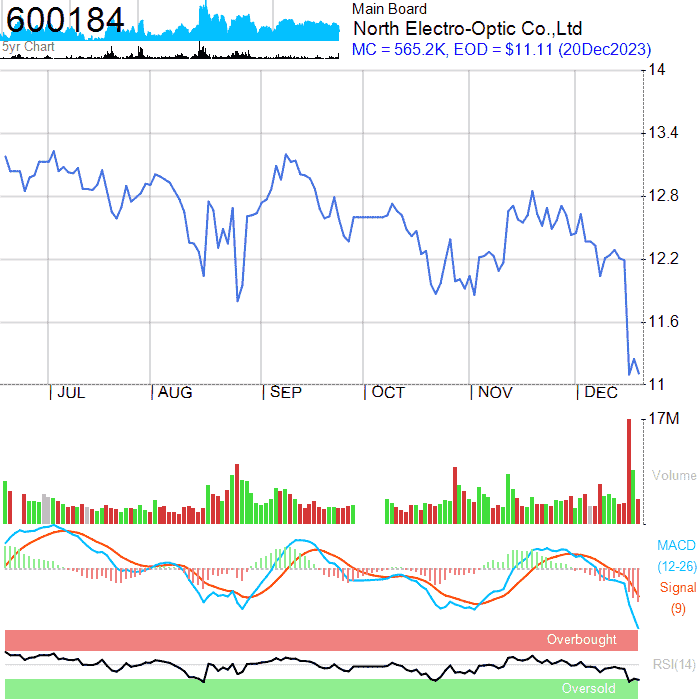 600184
5yr Chart
Main Board
North Electro-Optic Co.,Ltd
MC = 565.2K, EOD = $11.11 (20Dec2023)
14
13.4
12.8
12.2
11.6
11
JUL
AUG
SEP
OCT
NOV
DEC
17M
Volume
MACD
(12-26)
Signal
(9)
Overbought
RSI(14)
Oversold